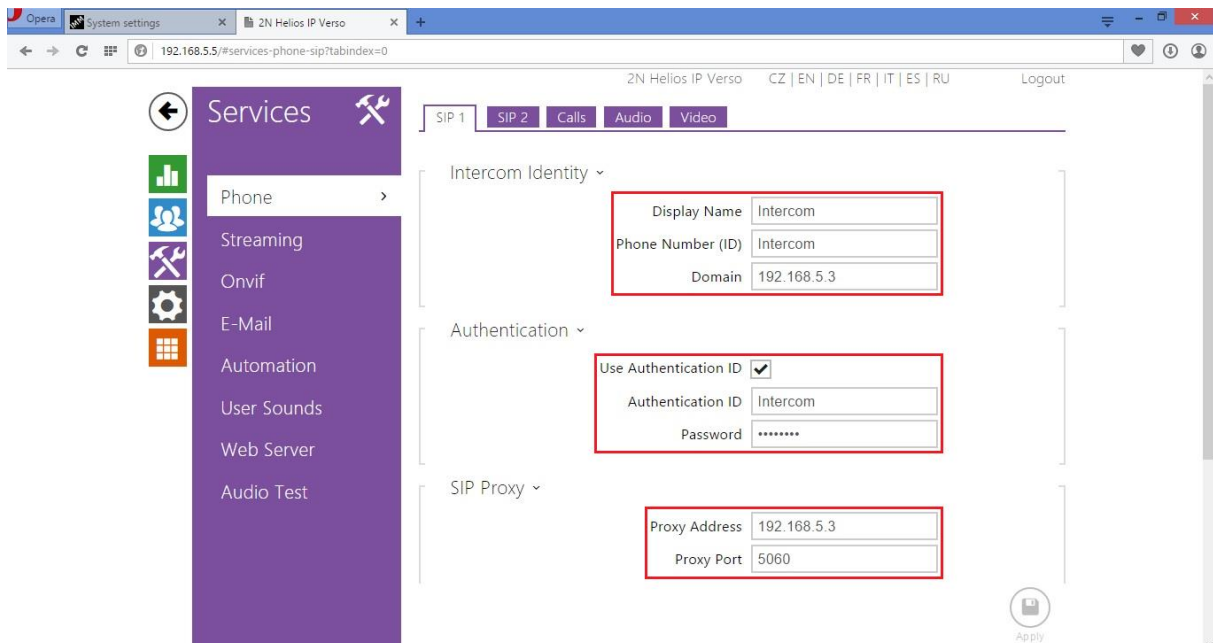 Opera
System settings
2N Helios IP Verso
192.168.5.5/#services-phone-sip?tabindex=0
2N Helios IP Verso CZ | EN | DE | FR | IT | ES | RU Logout
Services
SIP 1 SIP 2 Calls Audio Video
Phone
Streaming
Onvif
E-Mail
Automation
User Sounds
Web Server
Audio Test
Intercom Identity
Display Name Intercom
Phone Number (ID) Intercom
Domain 192.168.5.3
Authentication
Use Authentication ID
Authentication ID Intercom
Password ••••••••
SIP Proxy
Proxy Address 192.168.5.3
Proxy Port 5060
Apply